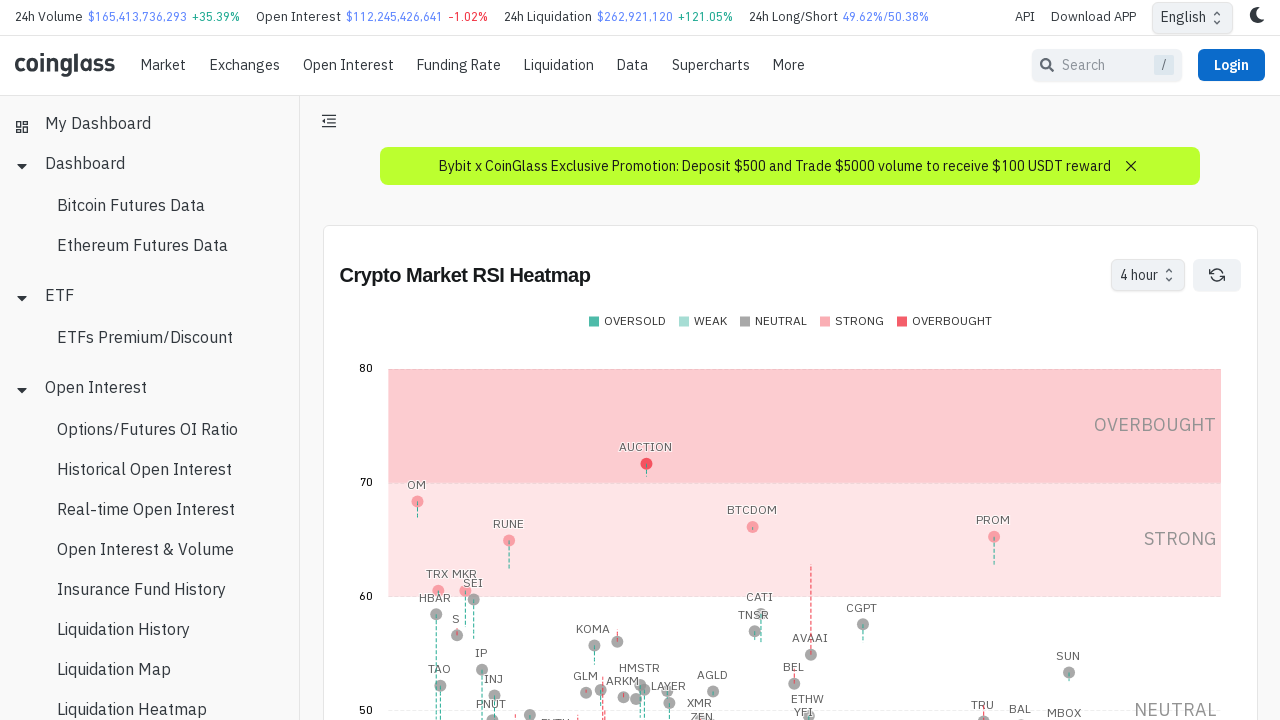 24h Volume $165,413,736,293 +35.39% Open Interest $112,245,426,641 -1.02% 24h Liquidation $262,921,120 +121.05% 24h Long/Short 49.62%/50.38% API Download APP English
coinglass Market Exchanges Open Interest Funding Rate Liquidation Data Supercharts More Search / Login
My Dashboard
Dashboard
Bitcoin Futures Data
Ethereum Futures Data
ETF
ETFs Premium/Discount
Open Interest
Options/Futures OI Ratio
Historical Open Interest
Real-time Open Interest
Open Interest & Volume
Insurance Fund History
Liquidation History
Liquidation Map
Liquidation Heatmap
Bybit x CoinGlass Exclusive Promotion: Deposit $500 and Trade $5000 volume to receive $100 USDT reward
Crypto Market RSI Heatmap 4 hour
OVERSOLD WEAK NEUTRAL STRONG OVERBOUGHT
80
OVERBOUGHT
AUCTION
70
OM
BTCDOM
PROM
RUNE
STRONG
TRX MKR
SEI
60
HBAR
CATI
CGPT
TNSR
S
KOMA
AVAAI
IP
SUN
TAO
HMSTR
BEL
INJ
GLM
ARKM
AGLD
LAYER
PNUT
XMR
ETHW
TRU
BAL
NEUTRAL
50
ZEN
YFI
MBOX